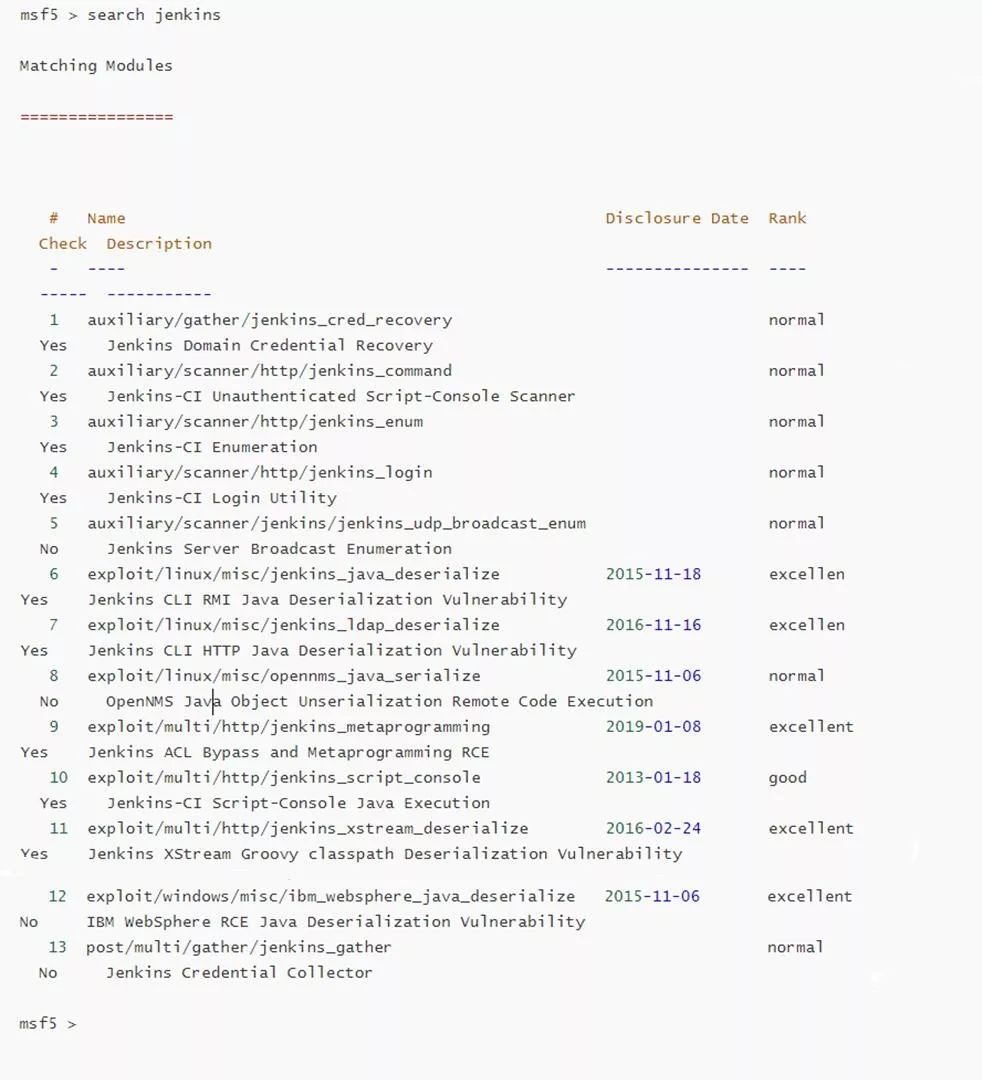 msf5 > search jenkins
Matching Modules
================
# Name Disclosure Date Rank
Check Description
- ---- --------------- ----
----- -----------
1 auxiliary/gather/jenkins_cred_recovery normal
Yes Jenkins Domain Credential Recovery
2 auxiliary/scanner/http/jenkins_command normal
Yes Jenkins-CI Unauthenticated Script-Console Scanner
3 auxiliary/scanner/http/jenkins_enum normal
Yes Jenkins-CI Enumeration
4 auxiliary/scanner/http/jenkins_login normal
Yes Jenkins-CI Login Utility
5 auxiliary/scanner/jenkins/jenkins_udp_broadcast_enum normal
No Jenkins Server Broadcast Enumeration
6 exploit/linux/misc/jenkins_java_deserialize 2015-11-18 excellen
Yes Jenkins CLI RMI Java Deserialization Vulnerability
7 exploit/linux/misc/jenkins_ldap_deserialize 2016-11-16 excellen
Yes Jenkins CLI HTTP Java Deserialization Vulnerability
8 exploit/linux/misc/opennms_java_serialize 2015-11-06 normal
No OpenNMS Java Object Unserialization Remote Code Execution
9 exploit/multi/http/jenkins_metaprogramming 2019-01-08 excellent
Yes Jenkins ACL Bypass and Metaprogramming RCE
10 exploit/multi/http/jenkins_script_console 2013-01-18 good
Yes Jenkins-CI Script-Console Java Execution
11 exploit/multi/http/jenkins_xstream_deserialize 2016-02-24 excellent
Yes Jenkins XStream Groovy classpath Deserialization Vulnerability
12 exploit/windows/misc/ibm_websphere_java_deserialize 2015-11-06 excellent
No IBM WebSphere RCE Java Deserialization Vulnerability
13 post/multi/gather/jenkins_gather normal
No Jenkins Credential Collector
msf5 >